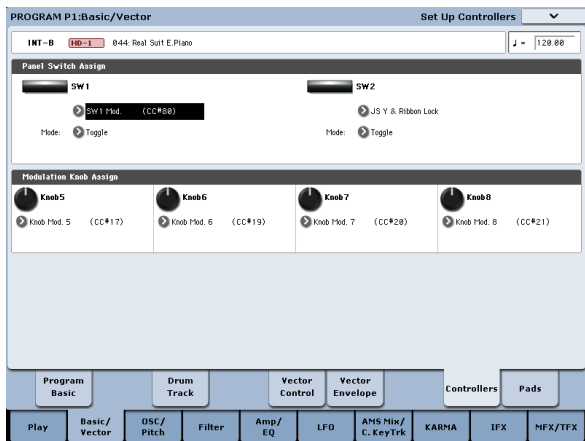 PROGRAM P1:Basic/Vector Set Up Controllers
INT-B HD-1 044: Real Suit E.Piano ♩ = 120.00
Panel Switch Assign
SW1 SW2
SW1 Mod. (CC#80) JS Y & Ribbon Lock
Mode: Toggle Mode: Toggle
Modulation Knob Assign
Knob5 Knob6 Knob7 Knob8
Knob Mod. 5 (CC#17) Knob Mod. 6 (CC#19) Knob Mod. 7 (CC#20) Knob Mod. 8 (CC#21)
Program Drum Vector Vector
Basic Track Control Envelope Controllers Pads
Play Basic/ OSC/ Filter Amp/ LFO AMS Mix/ KARMA IFX MFX/TFX
Vector Pitch EQ C. KeyTrk